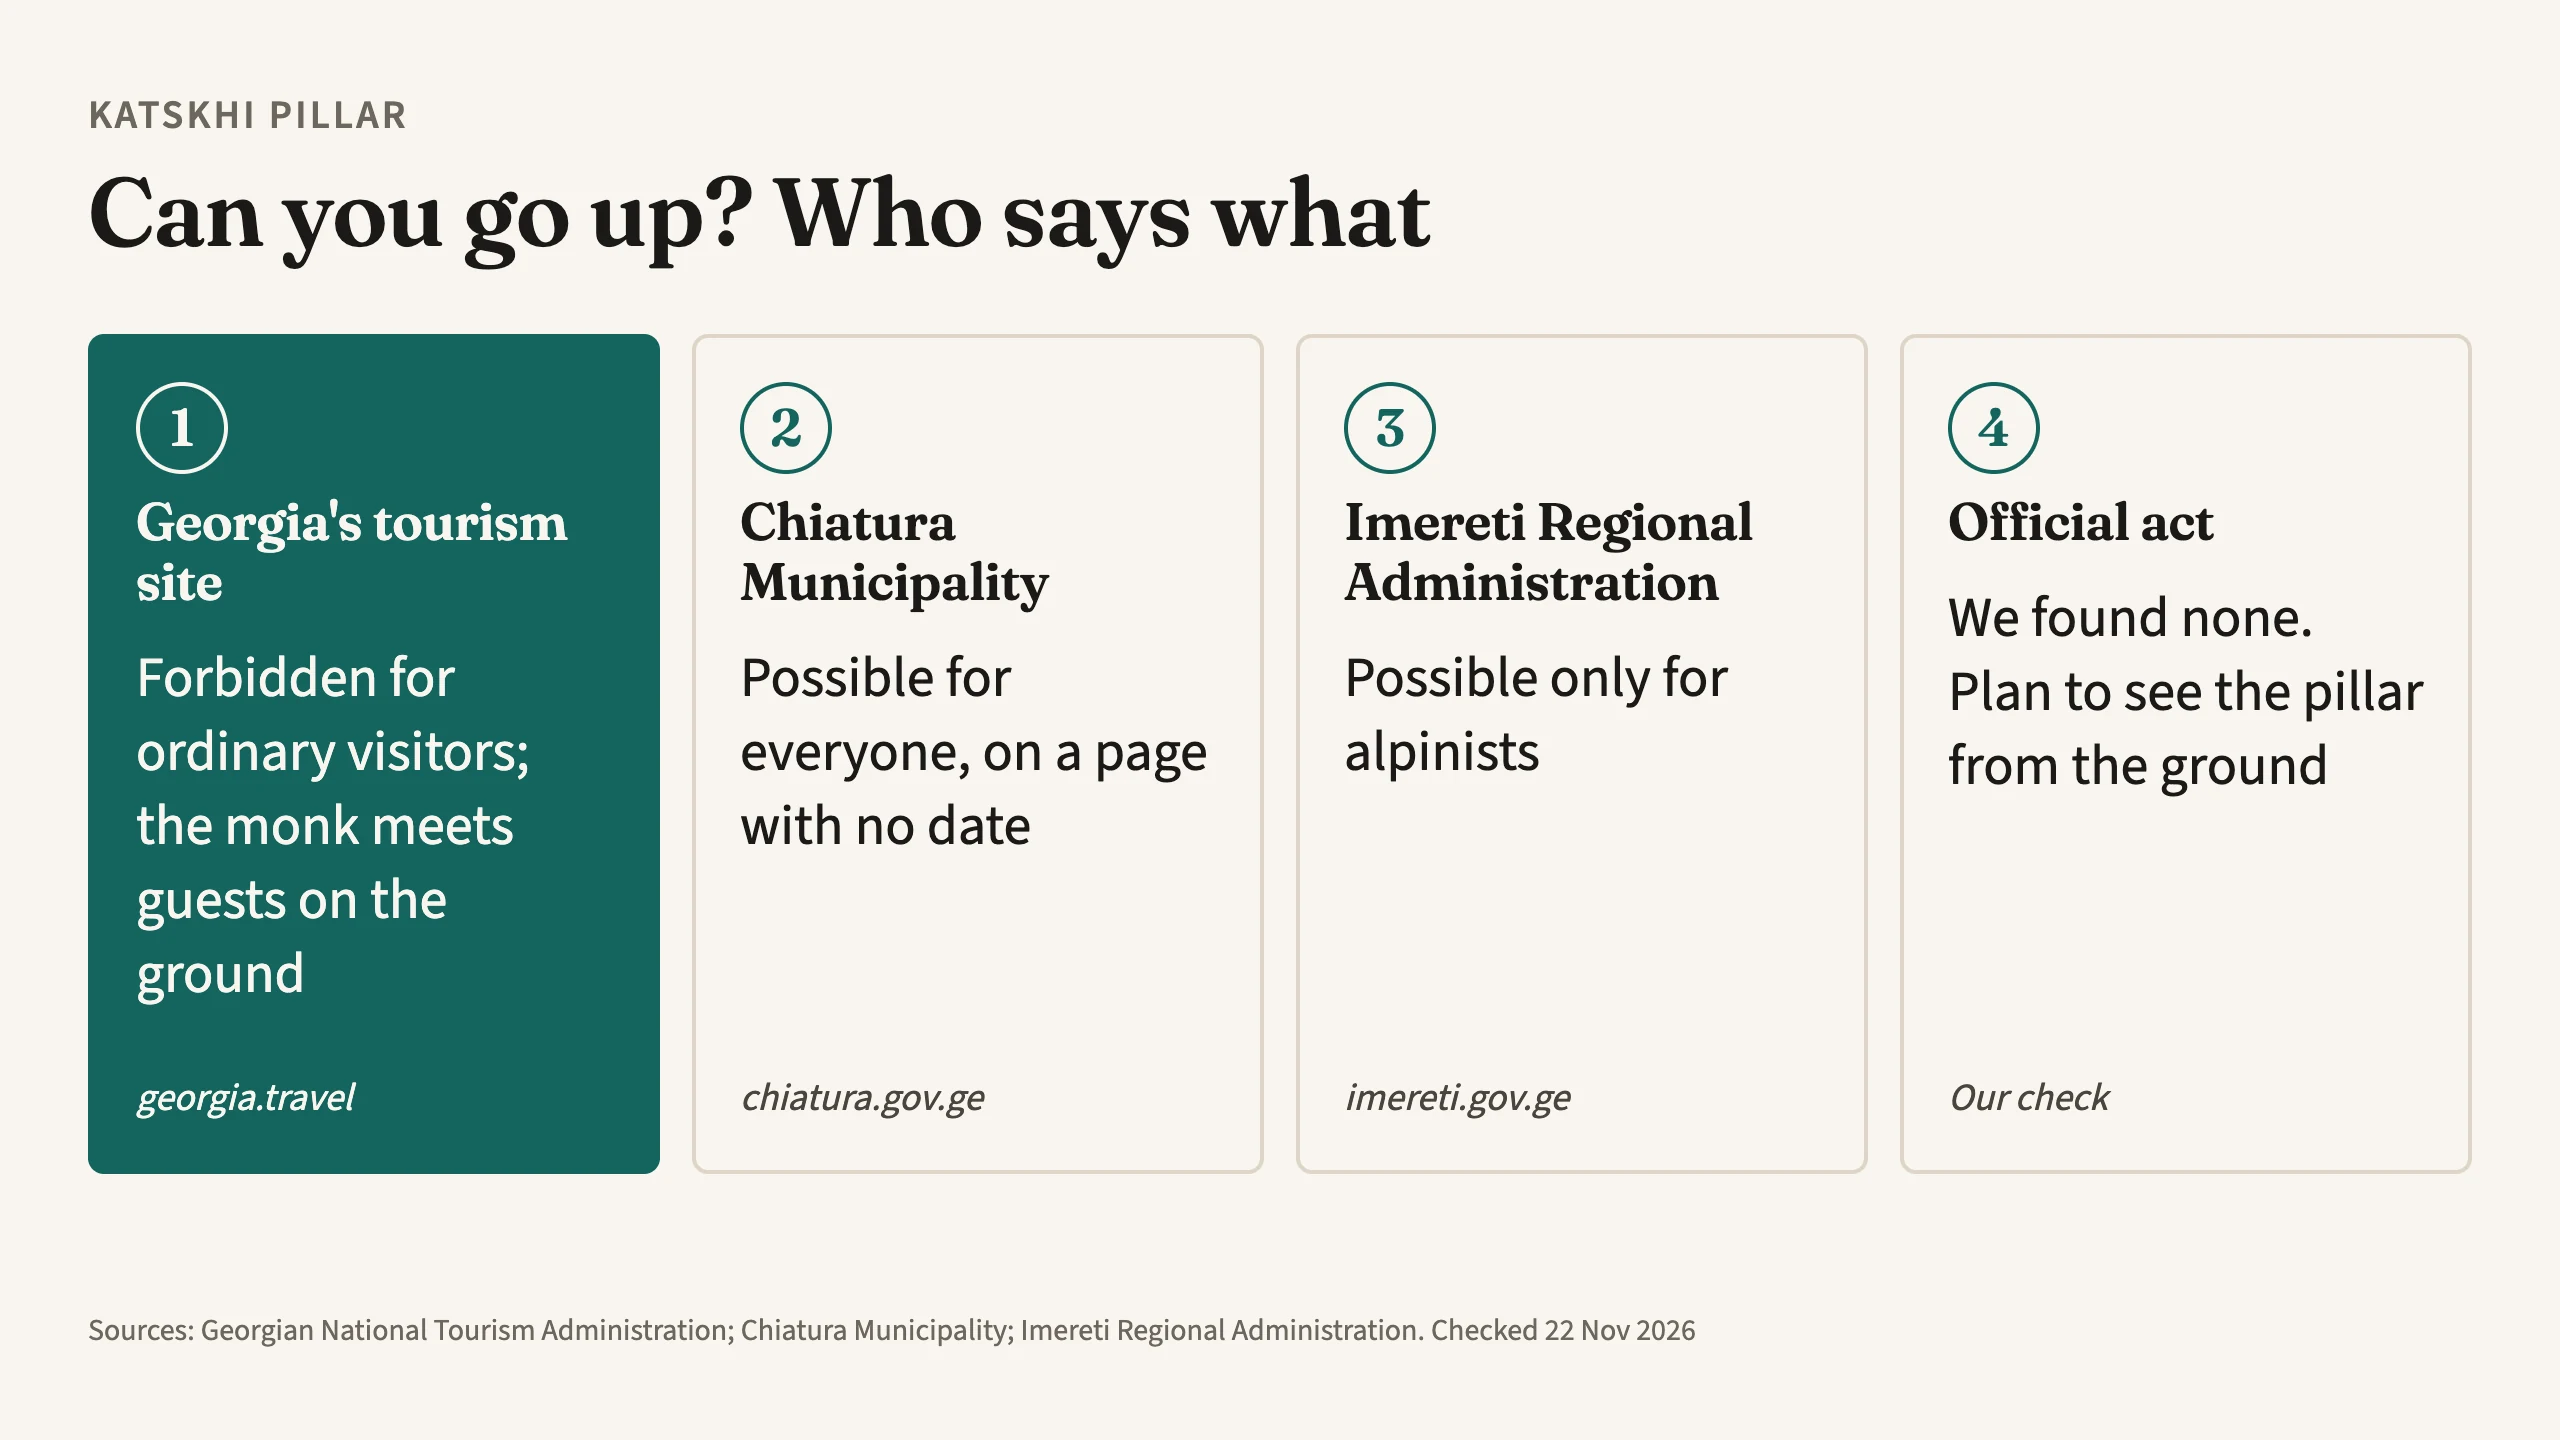 KATSKHI PILLAR
Can you go up? Who says what
1
Georgia's tourism
site
Forbidden for
ordinary visitors;
the monk meets
guests on the
ground
georgia.travel
2
Chiatura
Municipality
Possible for
everyone, on a page
with no date
chiatura.gov.ge
3
Imereti Regional
Administration
Possible only for
alpinists
imereti.gov.ge
4
Official act
We found none.
Plan to see the pillar
from the ground
Our check
Sources: Georgian National Tourism Administration; Chiatura Municipality; Imereti Regional Administration. Checked 22 Nov 2026